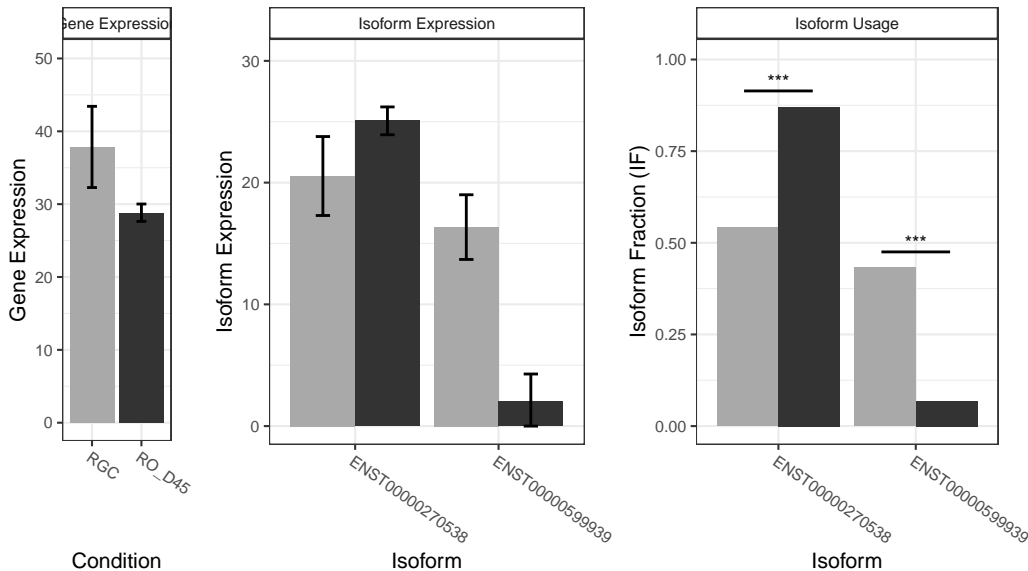 Gene Expression
Gene Expression
50
40
30
20
10
0
RGC
RO_D45
Condition
Isoform Expression
Isoform Expression
30
20
10
0
ENST00000270538
ENST00000599939
Isoform
Isoform Usage
Isoform Fraction (IF)
1.00
0.75
0.50
0.25
0.00
***
***
ENST00000270538
ENST00000599939
Isoform